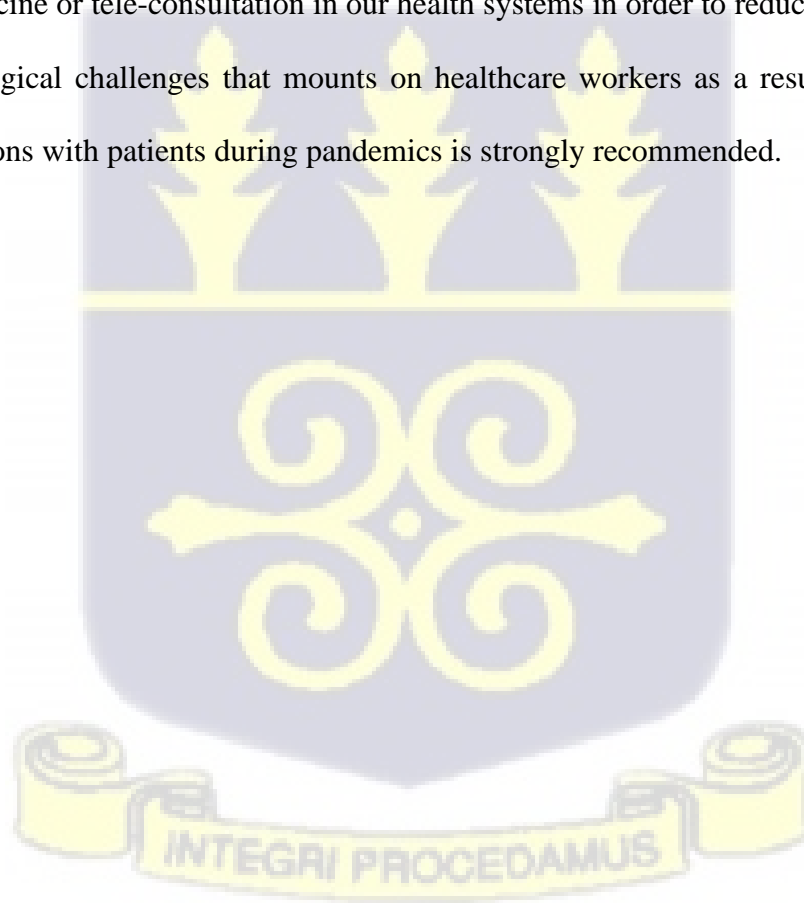 cine or tele-consultation in our health systems in order to reduc
gical challenges that mounts on healthcare workers as a resu
ons with patients during pandemics is strongly recommended.
INTEGRI PROCEDAMUS